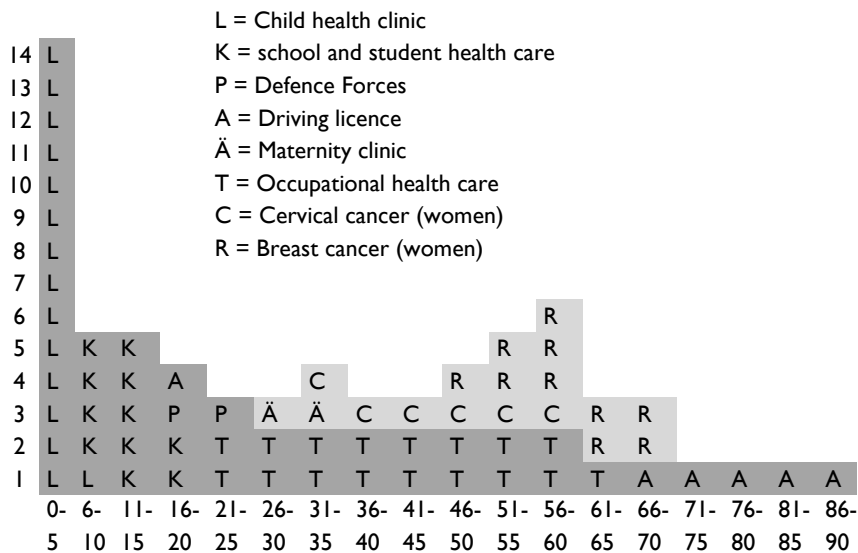 L = Child health clinic
K = school and student health care
P = Defence Forces
A = Driving licence
Ä = Maternity clinic
T = Occupational health care
C = Cervical cancer (women)
R = Breast cancer (women)
14 L
13 L
12 L
11 L
10 L
9 L
8 L
7 L
6 L R
5 L K K R R
4 L K K A C R R R
3 L K K P P Ä Ä C C C C C R R
2 L K K K T T T T T T T T R R
1 L L K K T T T T T T T T T A A A A A
0- 6- 11- 16- 21- 26- 31- 36- 41- 46- 51- 56- 61- 66- 71- 76- 81- 86-
5 10 15 20 25 30 35 40 45 50 55 60 65 70 75 80 85 90